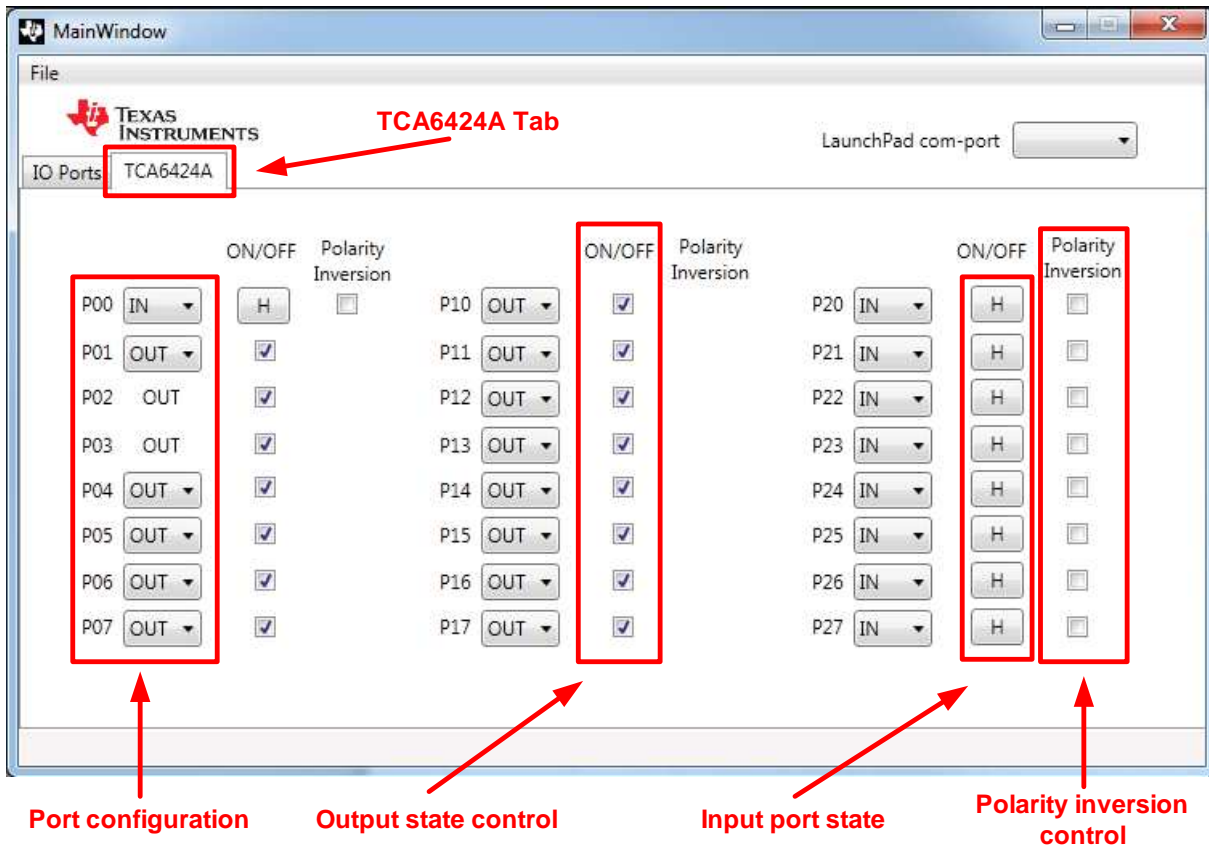 MainWindow
File
TEXAS
INSTRUMENTS
TCA6424A Tab
LaunchPad com-port
IO Ports TCA6424A
ON/OFF Polarity Inversion ON/OFF Polarity Inversion ON/OFF Polarity Inversion
P00 IN H P10 OUT P20 IN H
P01 OUT P11 OUT P21 IN H
P02 OUT P12 OUT P22 IN H
P03 OUT P13 OUT P23 IN H
P04 OUT P14 OUT P24 IN H
P05 OUT P15 OUT P25 IN H
P06 OUT P16 OUT P26 IN H
P07 OUT P17 OUT P27 IN H
Port configuration
Output state control
Input port state
Polarity inversion
control